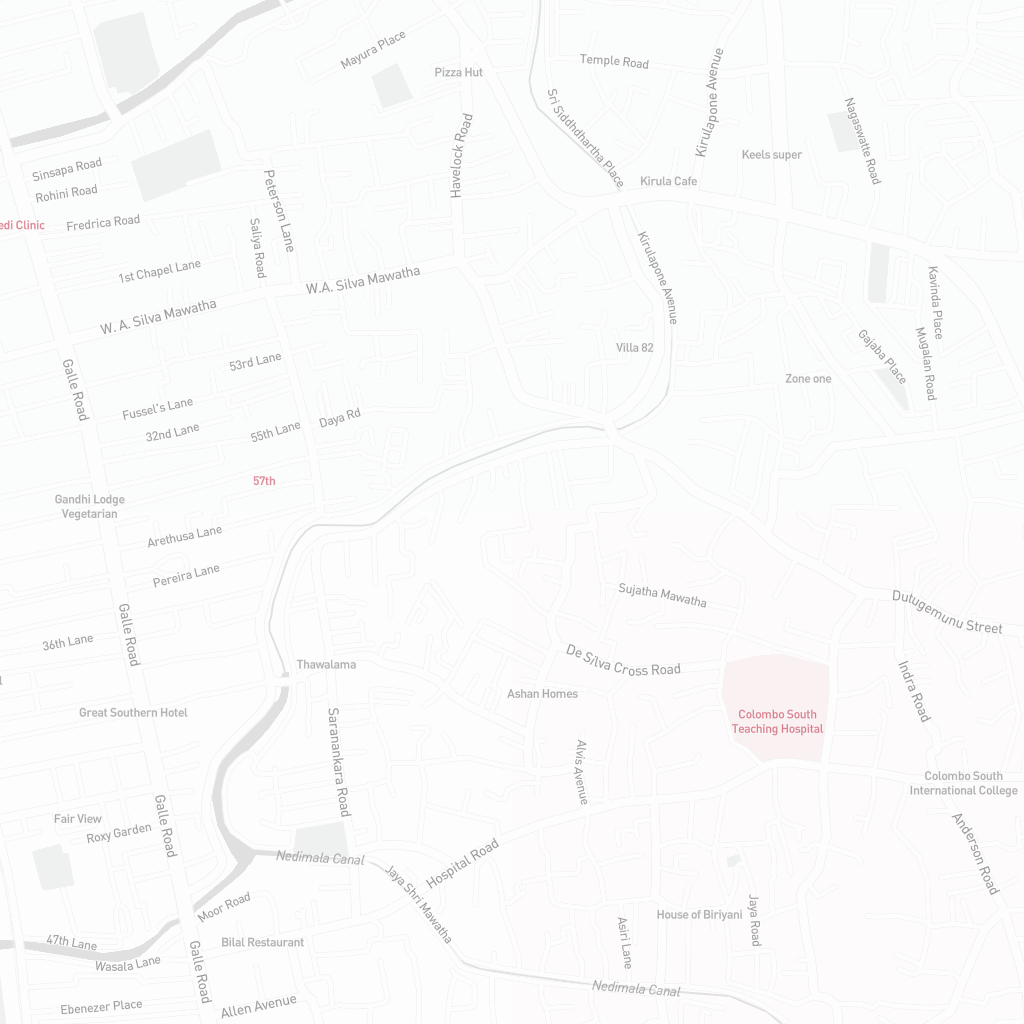 Mayura Place
Pizza Hut
Temple Road
Kirulapone Avenue
Sri Siddhdhartha Place
Nagaswatte Road
Havelock Road
Keels super
Sinsapa Road
Kirula Cafe
Rohini Road
Peterson Lane
Fredrica Road
edi Clinic
Saliya Road
1st Chapel Lane
W.A. Silva Mawatha
Kirulapone Avenue
Kavinda Place
W. A. Silva Mawatha
Villa 82
Gajaba Place
Mugalan Road
53rd Lane
Galle Road
Zone one
Fussel's Lane
Daya Rd
32nd Lane
55th Lane
57th
Gandhi Lodge
Vegetarian
Arethusa Lane
Pereira Lane
Sujatha Mawatha
Dutugemunu Street
Galle Road
36th Lane
De Silva Cross Road
Thawalama
Indra Road
Ashan Homes
Great Southern Hotel
Colombo South
Teaching Hospital
Saranankara Road
Alvis Avenue
Colombo South
International College
Fair View
Roxy Garden
Galle Road
Anderson Road
Nedimala Canal
Hospital Road
Jaya Shri Mawatha
Moor Road
House of Biriyani
Jaya Road
47th Lane
Bilal Restaurant
Asiri Lane
Wasala Lane
Galle Road
Nedimala Canal
Ebenezer Place
Allen Avenue